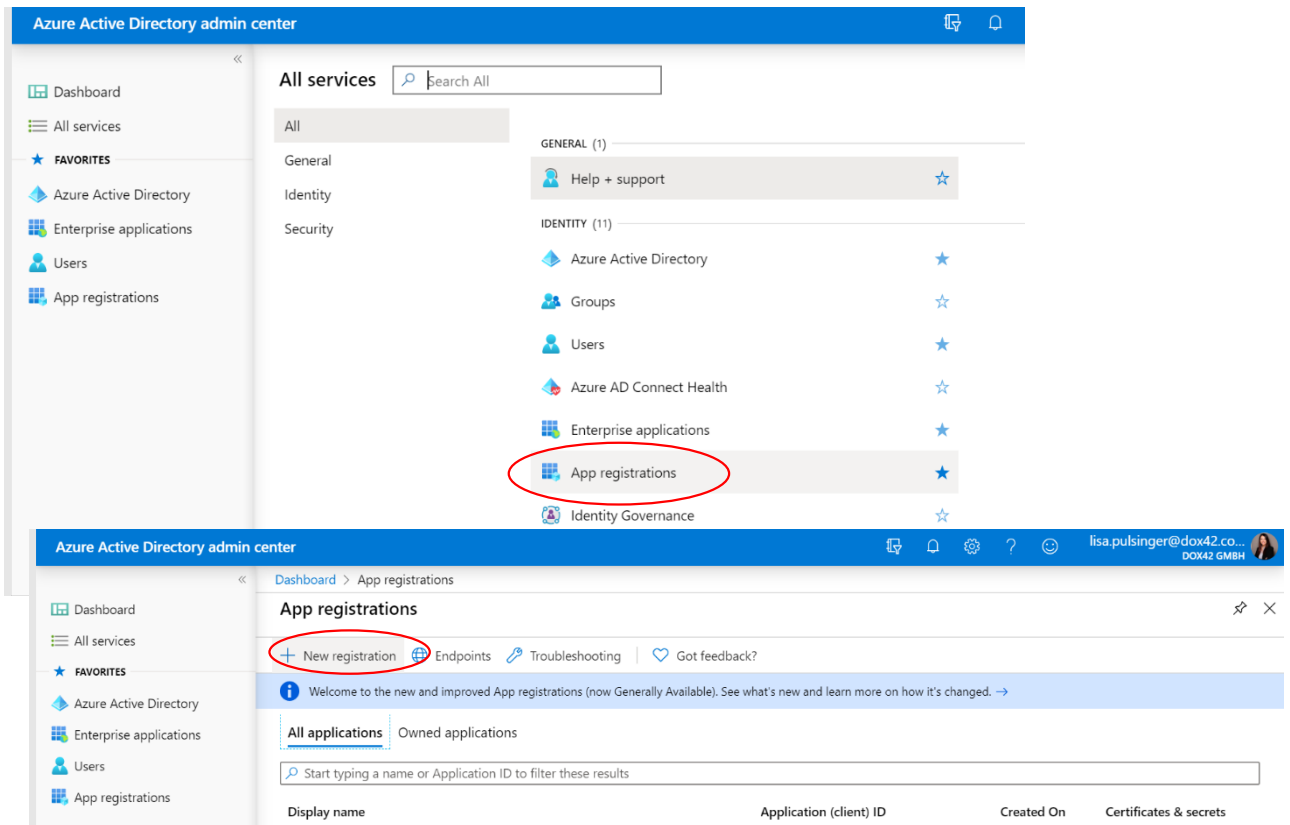 Azure Active Directory admin center
«
Dashboard
All services
FAVORITES
Azure Active Directory
Enterprise applications
Users
App registrations
All services
Search All
All
General
Identity
Security
GENERAL (1)
Help + support
IDENTITY (11)
Azure Active Directory
Groups
Users
Azure AD Connect Health
Enterprise applications
App registrations
Identity Governance
Azure Active Directory admin center
lisa.pulsinger@dox42.co...
DOX42 GMBH
«
Dashboard
All services
FAVORITES
Azure Active Directory
Enterprise applications
Users
App registrations
Dashboard > App registrations
App registrations
New registration Endpoints Troubleshooting Got feedback?
Welcome to the new and improved App registrations (now Generally Available). See what's new and learn more on how it's changed. →
All applications Owned applications
Start typing a name or Application ID to filter these results
Display name Application (client) ID Created On Certificates & secrets